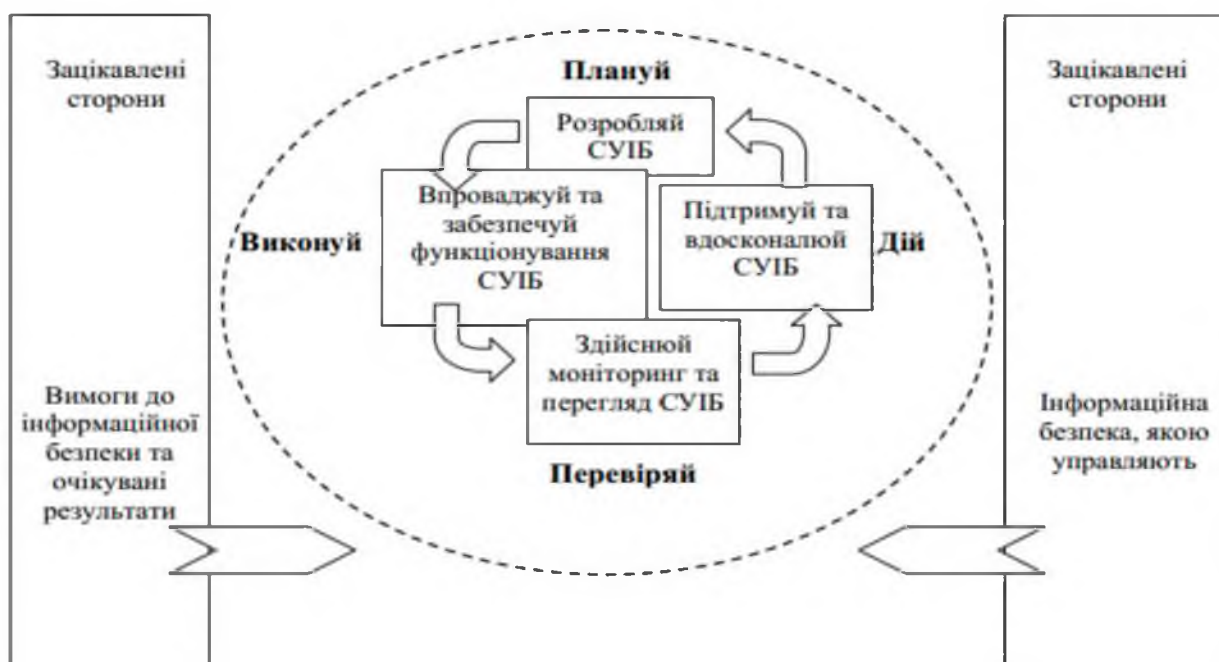 Зацікавлені
сторони
Вимоги до
інформаційної
безпеки та
очікувані
результати
Плануй
Розробляй
СУІБ
Виконуй
Впроваджуй та
забезпечуй
функціонування
СУІБ
Підтримуй та
вдосконалюй
СУІБ
Дій
Здійснюй
моніторинг та
перегляд СУІБ
Перевіряй
Зацікавлені
сторони
Інформаційна
безпека, якою
управляють